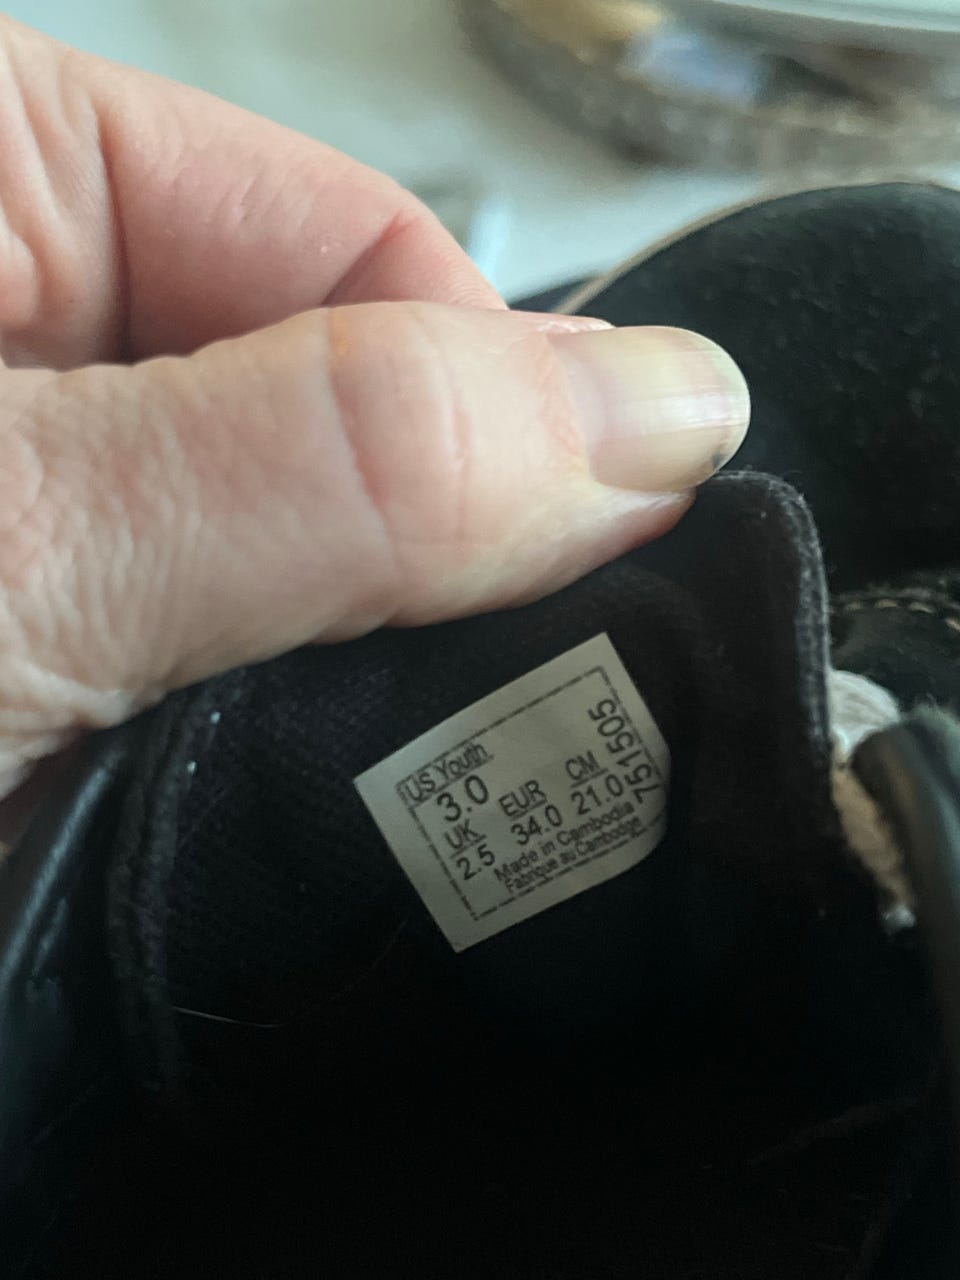 US Youth
3.0
UK EUR CM
2.5 34.0 21.0
Made in Cambodia
Fabriqué au Cambodge
751505